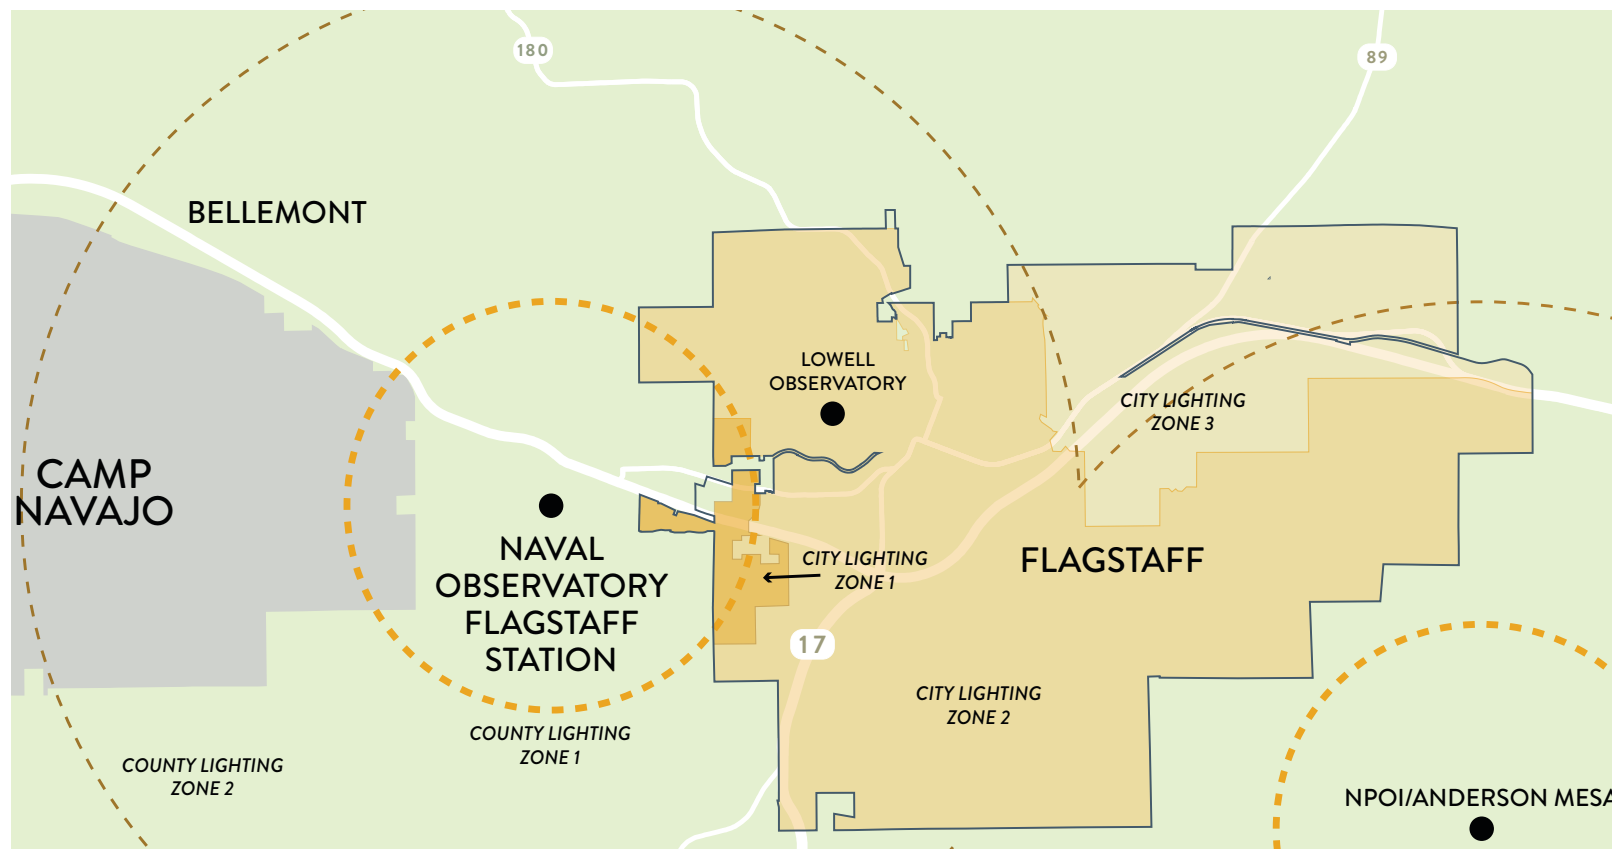 180
89
BELLEMONT
LOWELL
OBSERVATORY
CITY LIGHTING
ZONE 3
CAMP
NAVAJO
NAVAL
OBSERVATORY
FLAGSTAFF
STATION
CITY LIGHTING
ZONE 1
FLAGSTAFF
17
CITY LIGHTING
ZONE 2
COUNTY LIGHTING
ZONE 1
COUNTY LIGHTING
ZONE 2
NPOI/ANDERSON MESA